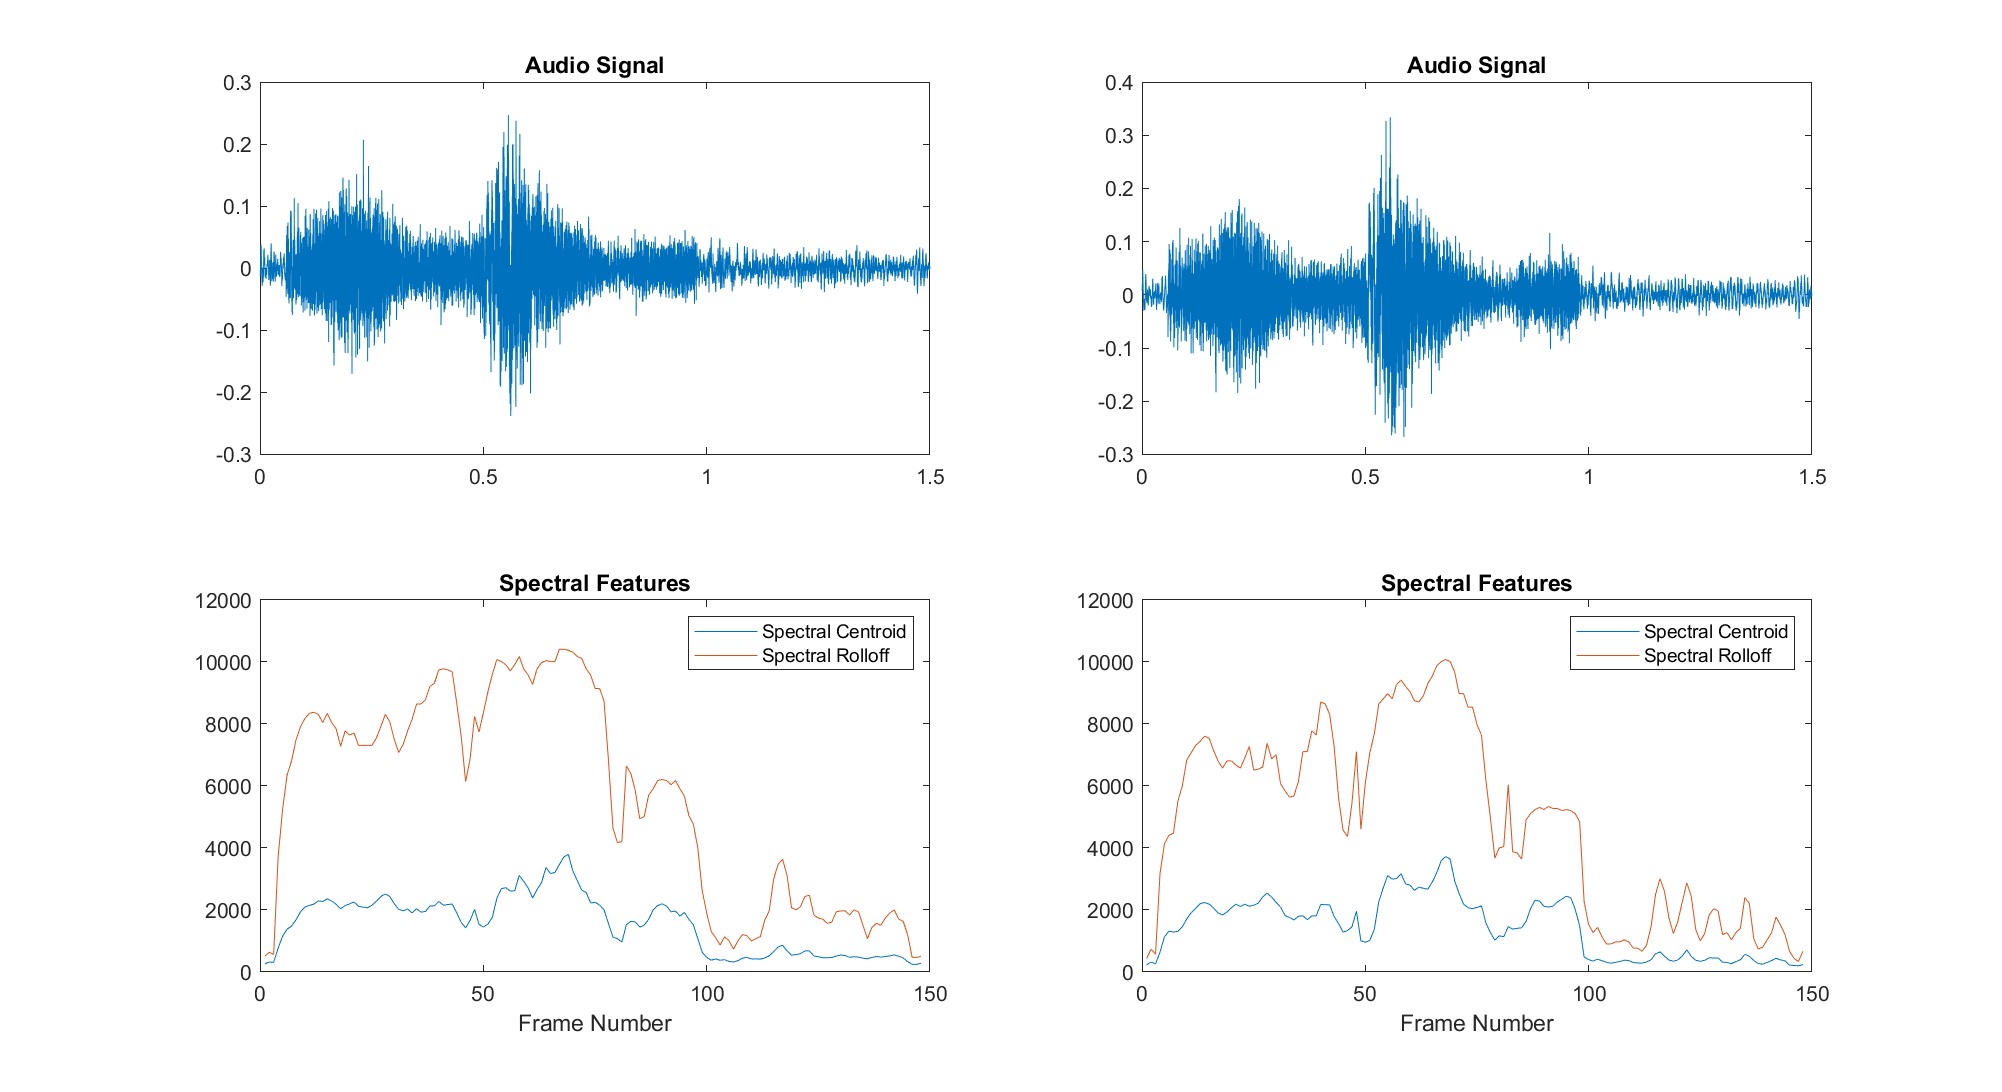 Audio Signal
0.3
0.2
0.1
0
-0.1
-0.2
-0.3
0 0.5 1 1.5
Audio Signal
0.4
0.3
0.2
0.1
0
-0.1
-0.2
-0.3
0 0.5 1 1.5
Spectral Features
12000
10000
8000
6000
4000
2000
0
Spectral Centroid
Spectral Rolloff
0 50 100 150
Frame Number
Spectral Features
12000
10000
8000
6000
4000
2000
0
Spectral Centroid
Spectral Rolloff
0 50 100 150
Frame Number